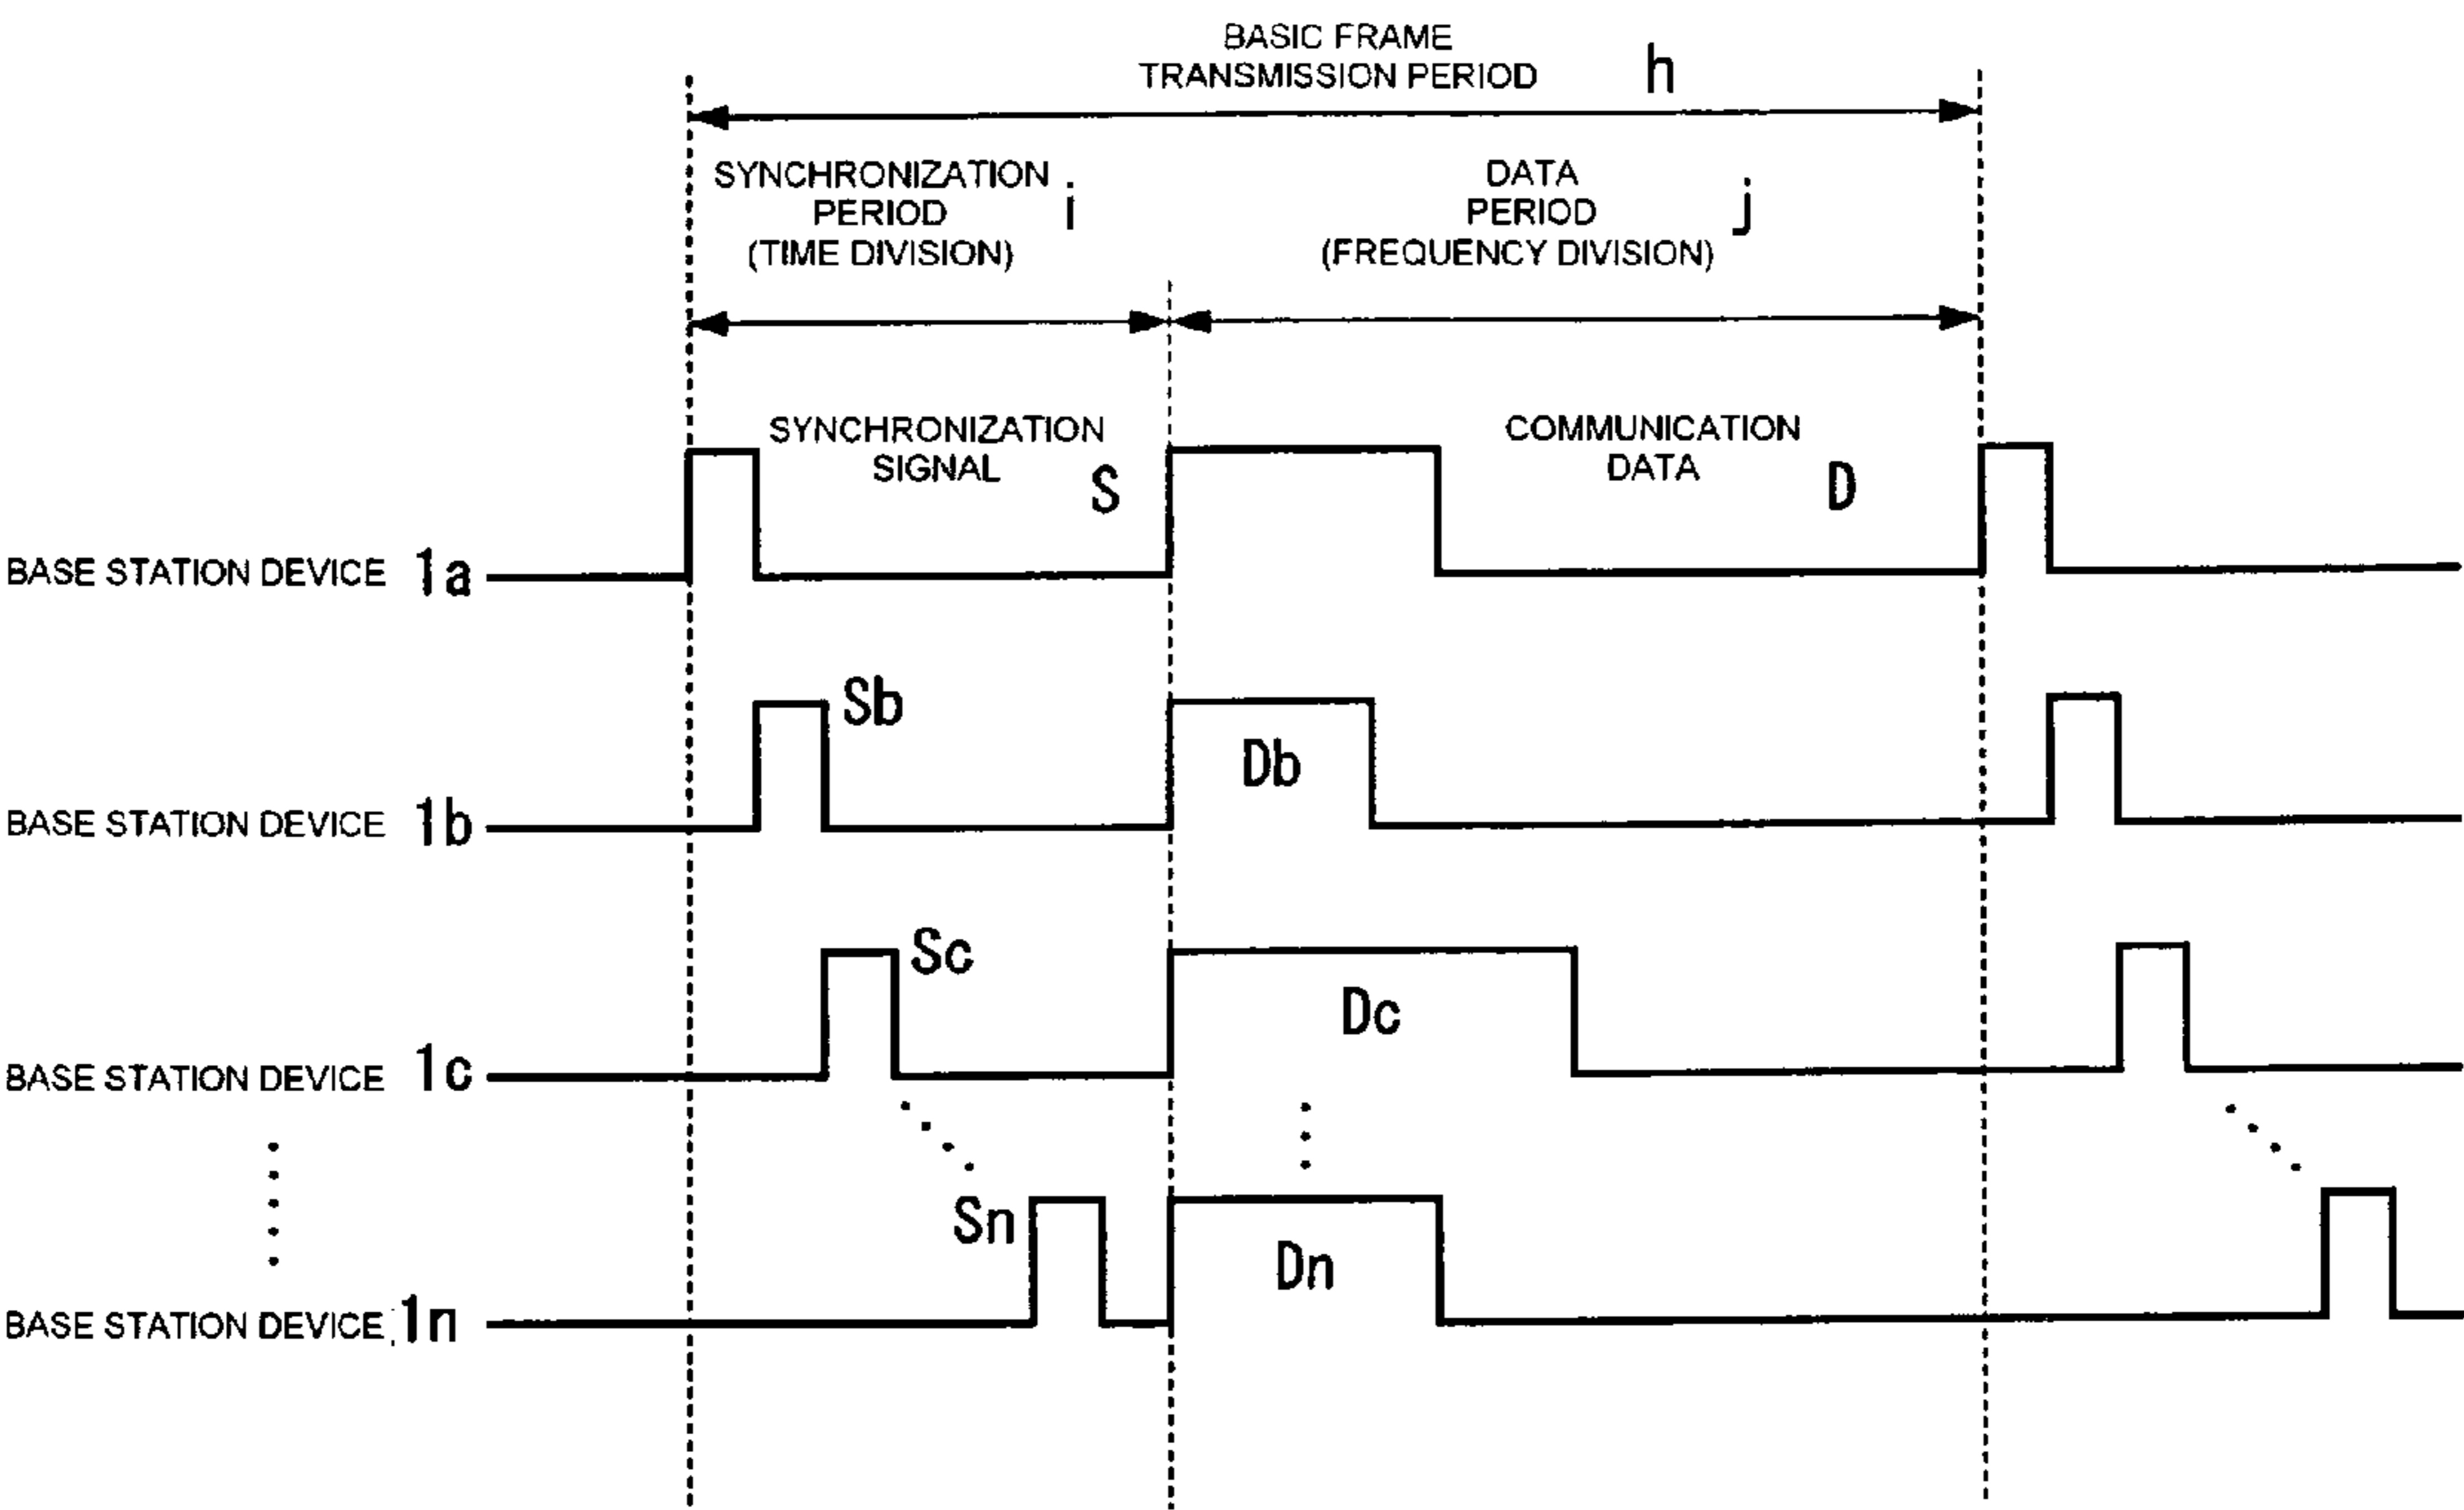 BASIC FRAME
TRANSMISSION PERIOD h
SYNCHRONIZATION
PERIOD i
(TIME DIVISION)
DATA
PERIOD j
(FREQUENCY DIVISION)
SYNCHRONIZATION
SIGNAL S
COMMUNICATION
DATA D
BASE STATION DEVICE 1a
Sb
Db
BASE STATION DEVICE 1b
Sc
Dc
BASE STATION DEVICE 1c
Sn
Dn
BASE STATION DEVICE 1n